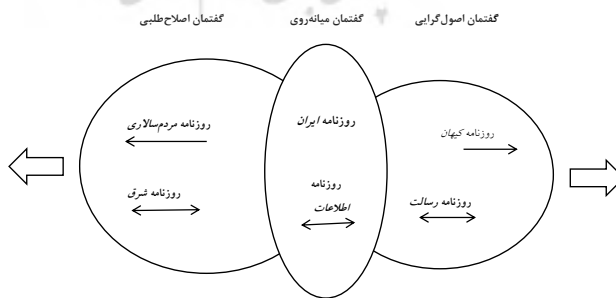 گفتمان اصول‌گرایی
گفتمان میانه‌روی
گفتمان اصلاح‌طلبی
روزنامه کیهان
روزنامه رسالت
روزنامه ایران
روزنامه
اطلاعات
روزنامه مردم‌سالاری
روزنامه شرق